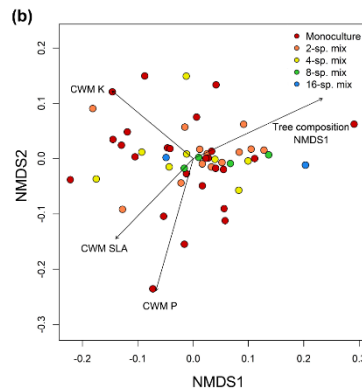 (b)
Monoculture
2-sp. mix
4-sp. mix
8-sp. mix
16-sp. mix
CWM K
Tree composition
NMDS1
CWM SLA
CWM P
NMDS2
0.2
0.1
0.0
-0.1
-0.2
-0.3
-0.2
-0.1
0.0
0.1
0.2
0.3
NMDS1